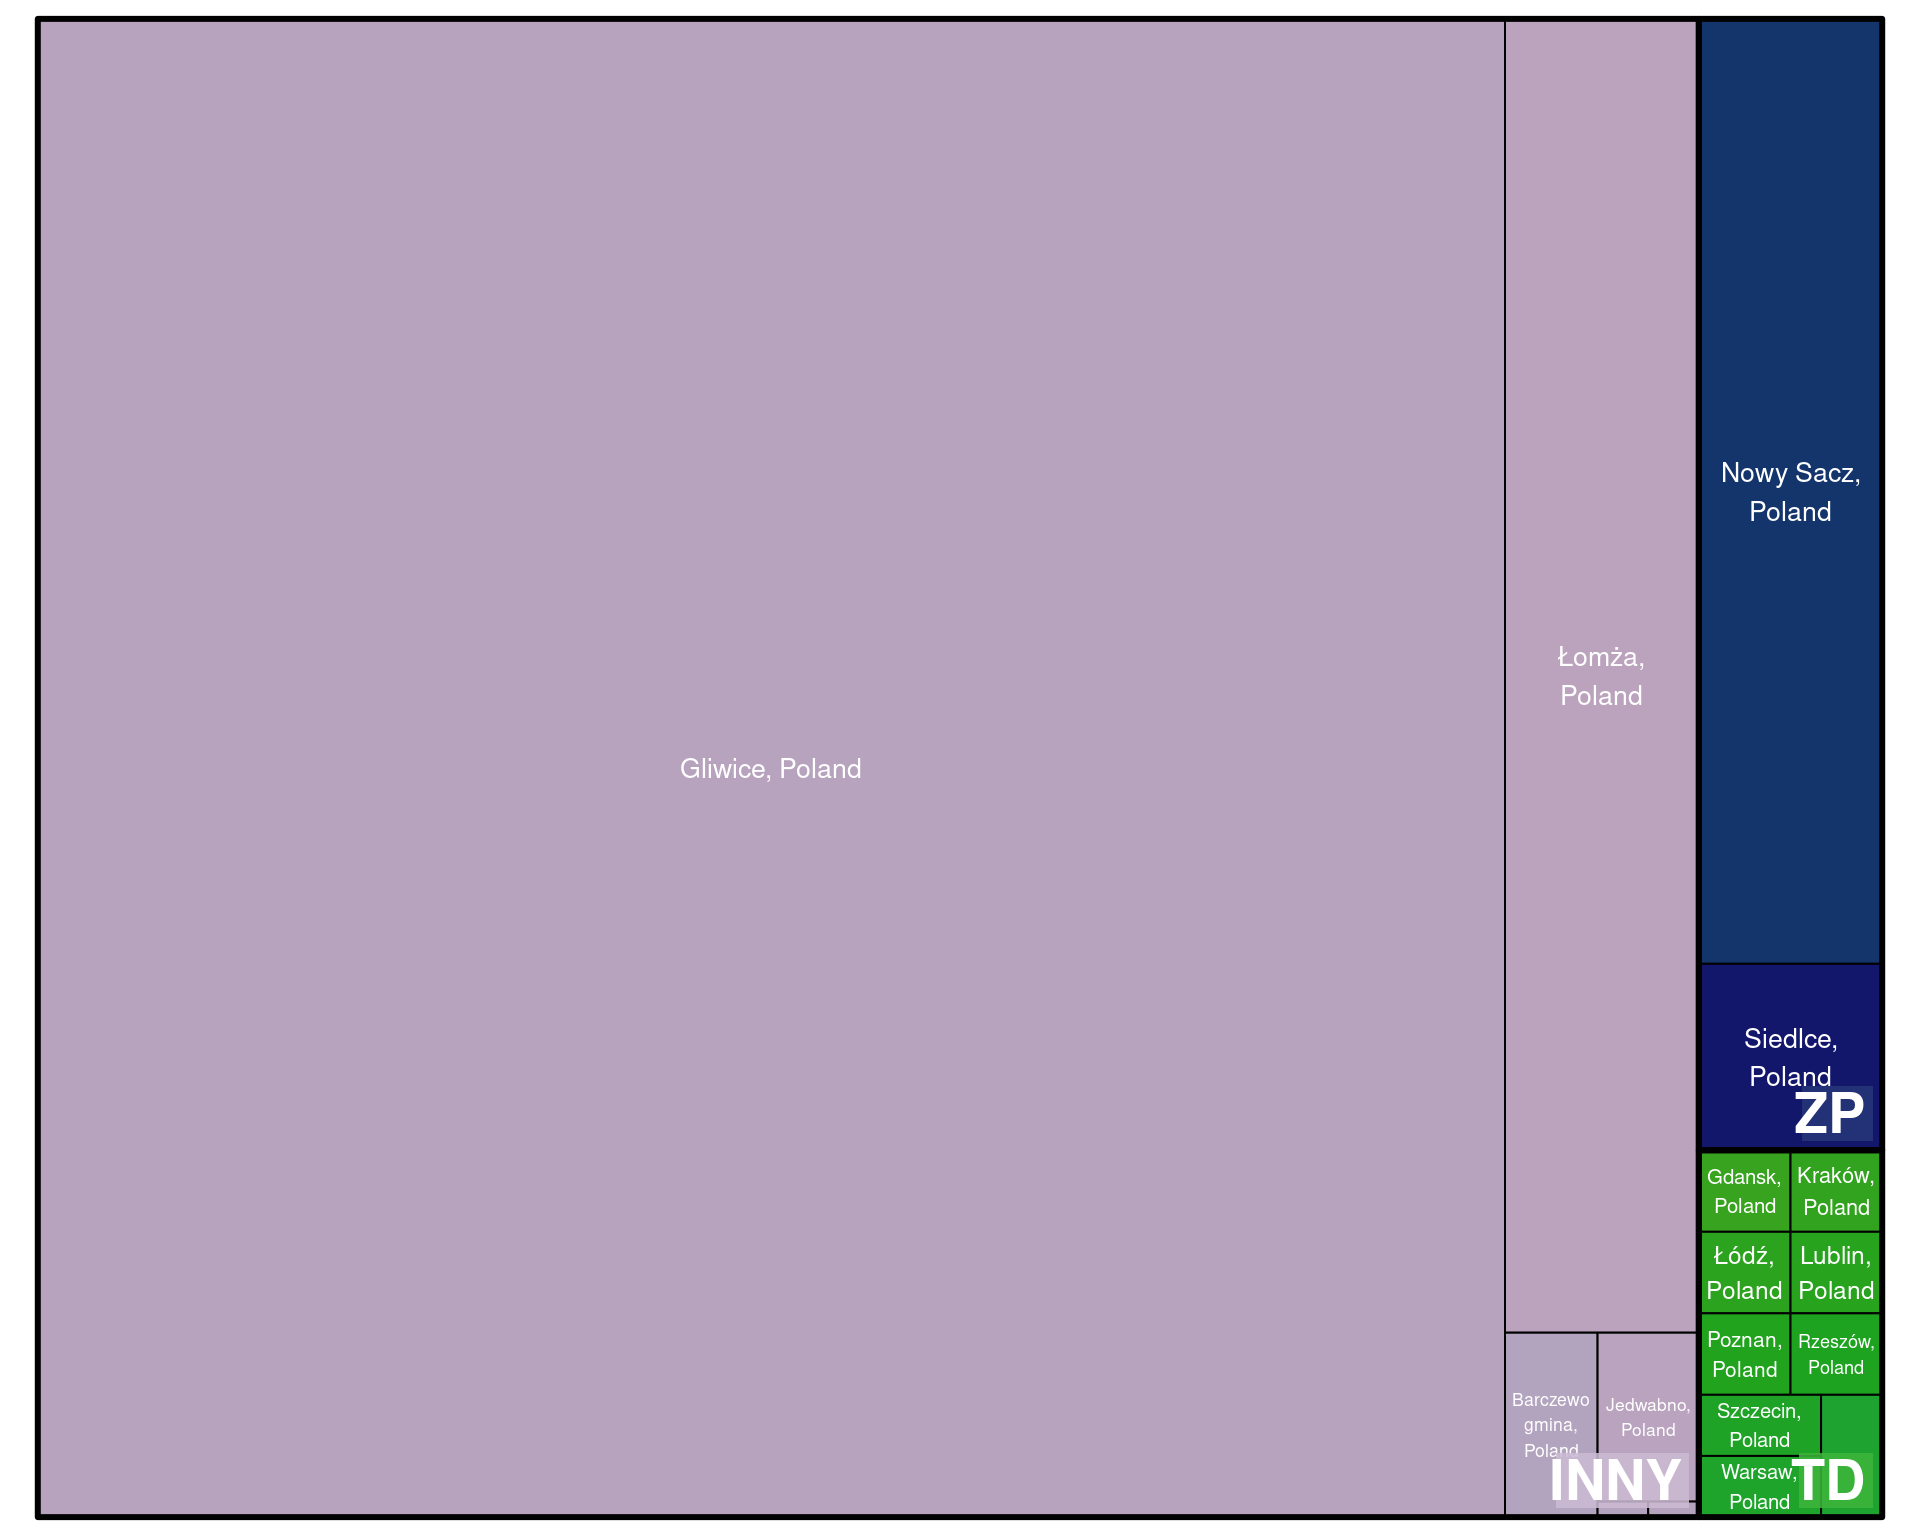 Gliwice, Poland
Łomża,
Poland
Barczewo
gmina,
Poland
Jedwabno,
Poland
INNY
Nowy Sacz,
Poland
Siedlce,
Poland
ZP
Gdansk,
Poland
Kraków,
Poland
Łódź,
Poland
Lublin,
Poland
Poznan,
Poland
Rzeszów,
Poland
Szczecin,
Poland
Warsaw,
Poland
TD